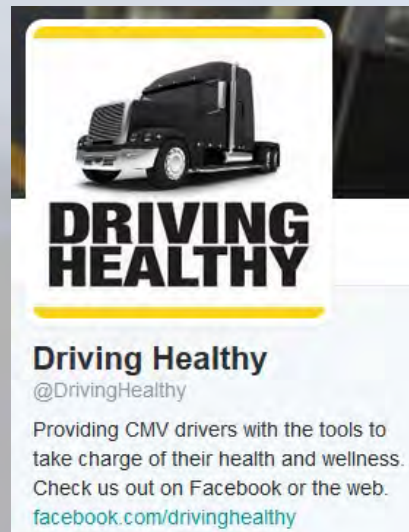 DRIVING
HEALTHY
Driving Healthy
@DrivingHealthy
Providing CMV drivers with the tools to
take charge of their health and wellness.
Check us out on Facebook or the web.
facebook.com/drivinghealthy